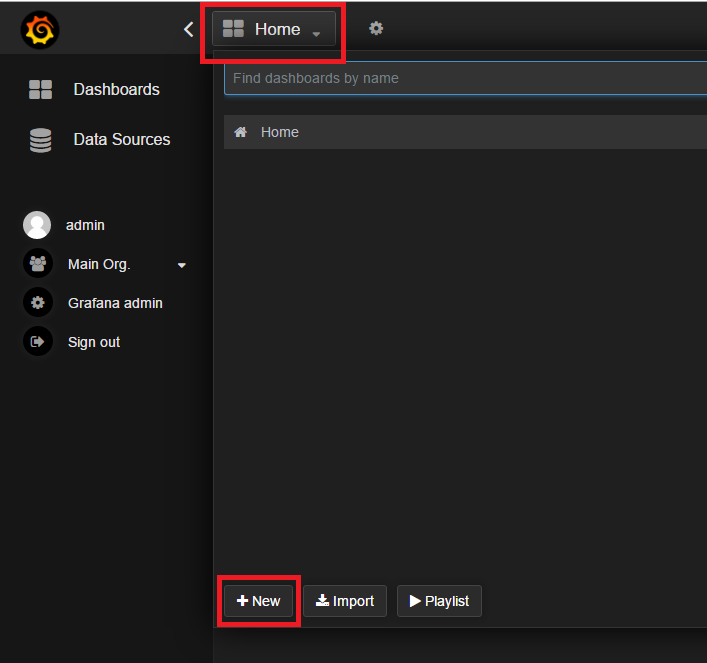 Home
Find dashboards by name
Dashboards
Home
Data Sources
admin
Main Org.
Grafana admin
Sign out
New
Import
Playlist